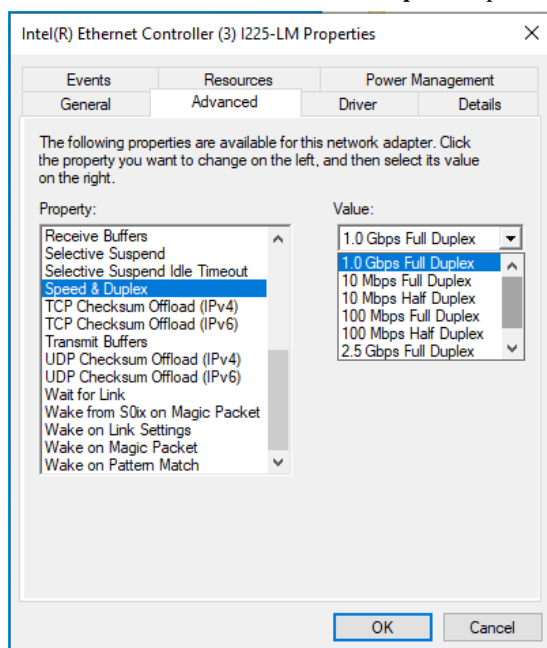 Intel(R) Ethernet Controller (3) I225-LM Properties
Events Resources Power Management
General Advanced Driver Details
The following properties are available for this network adapter. Click
the property you want to change on the left, and then select its value
on the right.
Property:
Receive Buffers
Selective Suspend
Selective Suspend Idle Timeout
Speed & Duplex
TCP Checksum Offload (IPv4)
TCP Checksum Offload (IPv6)
Transmit Buffers
UDP Checksum Offload (IPv4)
UDP Checksum Offload (IPv6)
Wait for Link
Wake from S0ix on Magic Packet
Wake on Link Settings
Wake on Magic Packet
Wake on Pattern Match
Value:
1.0 Gbps Full Duplex
1.0 Gbps Full Duplex
10 Mbps Full Duplex
10 Mbps Half Duplex
100 Mbps Full Duplex
100 Mbps Half Duplex
2.5 Gbps Full Duplex
OK Cancel